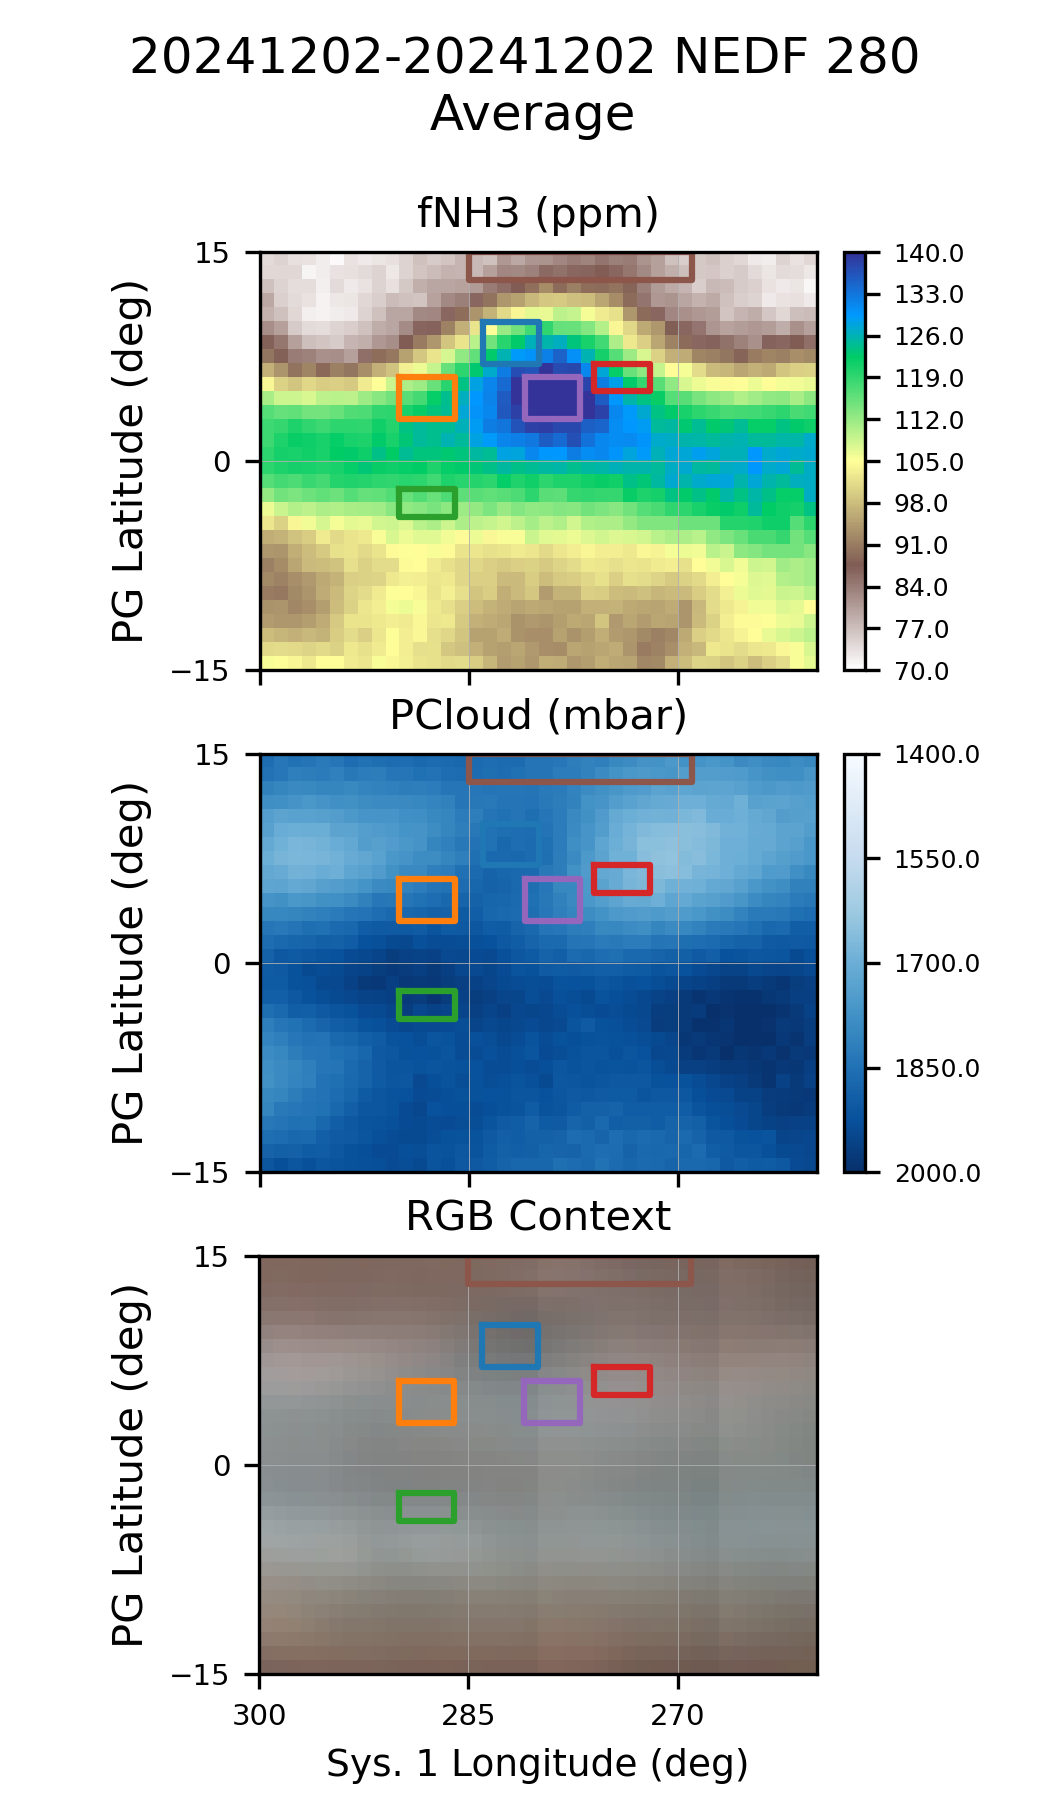 20241202-20241202 NEDF 280
Average
fNH3 (ppm)
PG Latitude (deg)
15
0
−15
140.0
133.0
126.0
119.0
112.0
105.0
98.0
91.0
84.0
77.0
70.0
PCloud (mbar)
PG Latitude (deg)
15
0
−15
1400.0
1550.0
1700.0
1850.0
2000.0
RGB Context
PG Latitude (deg)
15
0
−15
300 285 270
Sys. 1 Longitude (deg)